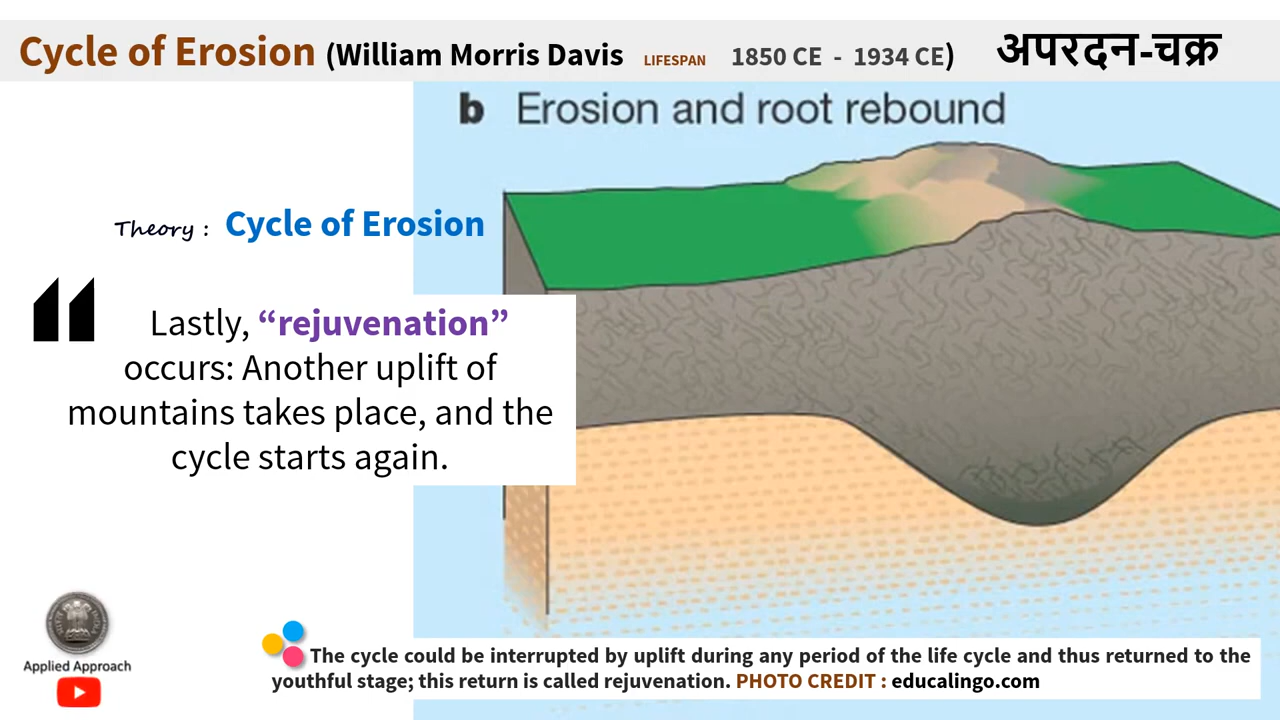 Cycle of Erosion (William Morris Davis LIFESPAN 1850 CE - 1934 CE) अपरदन-चक्र
b Erosion and root rebound
Theory : Cycle of Erosion
Lastly, “rejuvenation”
occurs: Another uplift of
mountains takes place, and the
cycle starts again.
Applied Approach
The cycle could be interrupted by uplift during any period of the life cycle and thus returned to the
youthful stage; this return is called rejuvenation. PHOTO CREDIT : educalingo.com